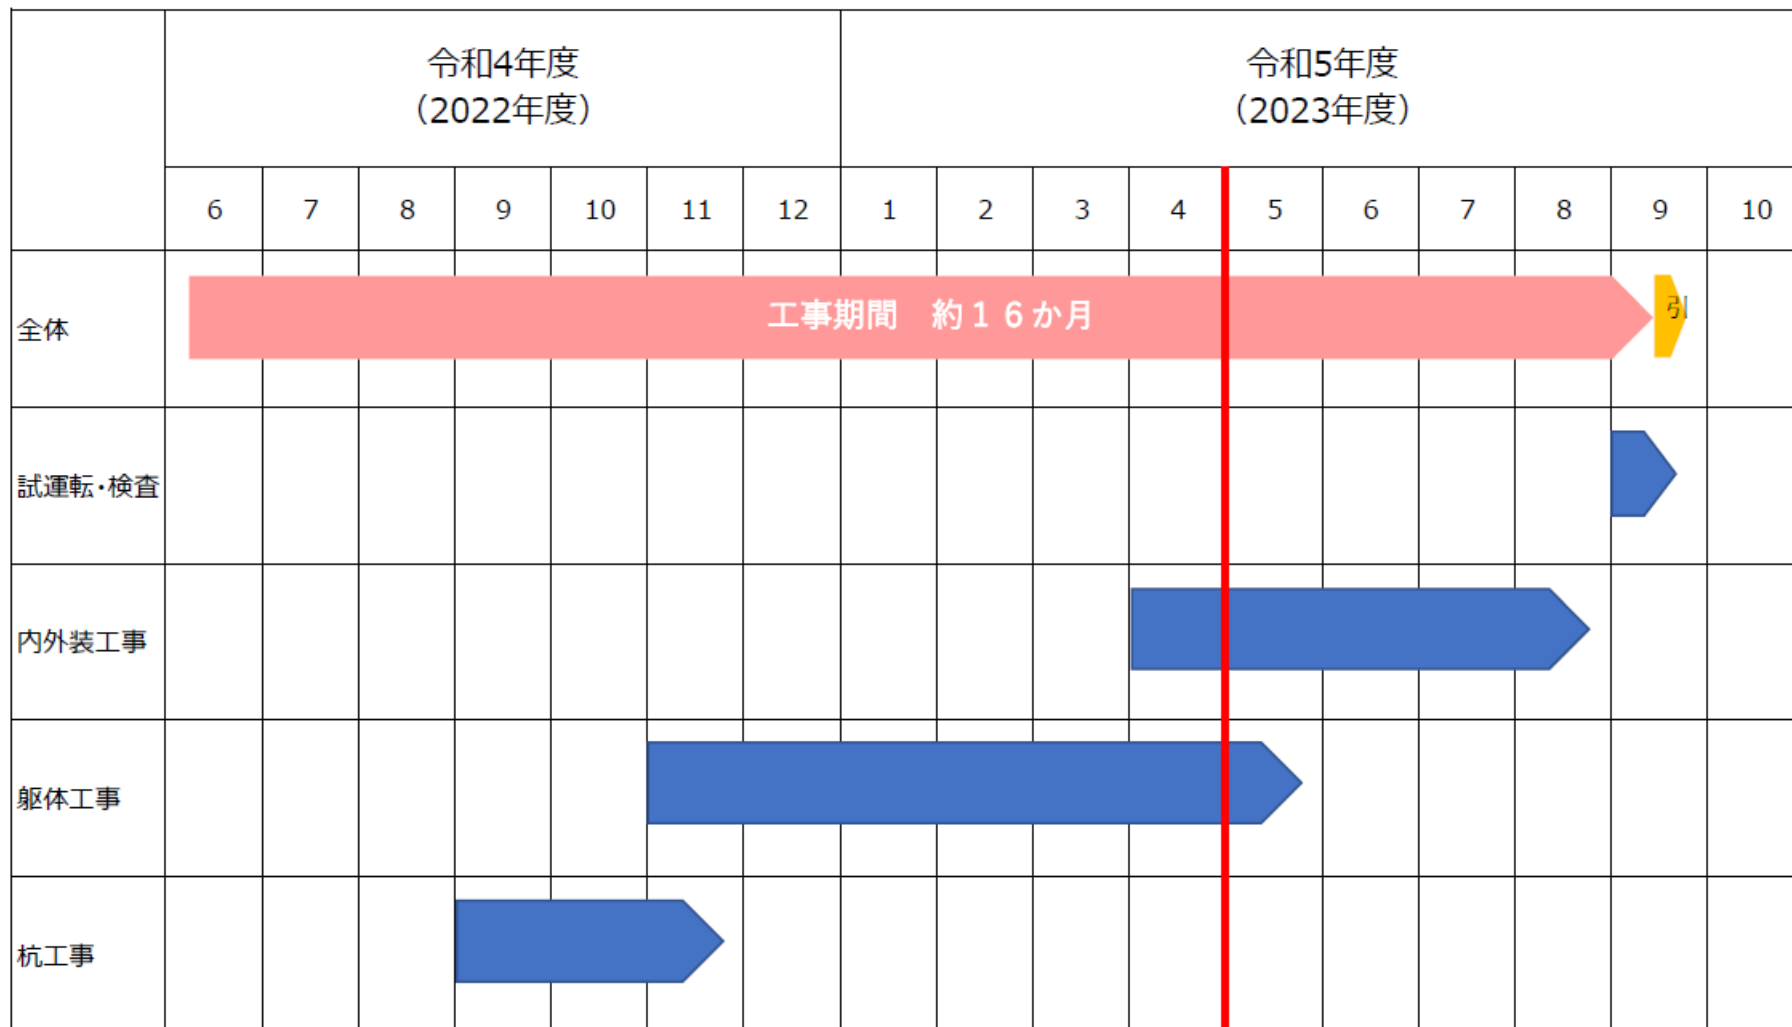 令和4年度
（2022年度）
令和5年度
（2023年度）
6 7 8 9 10 11 12 1 2 3 4 5 6 7 8 9 10
全体
工事期間　約１６か月
引
試運転・検査
内外装工事
躯体工事
杭工事